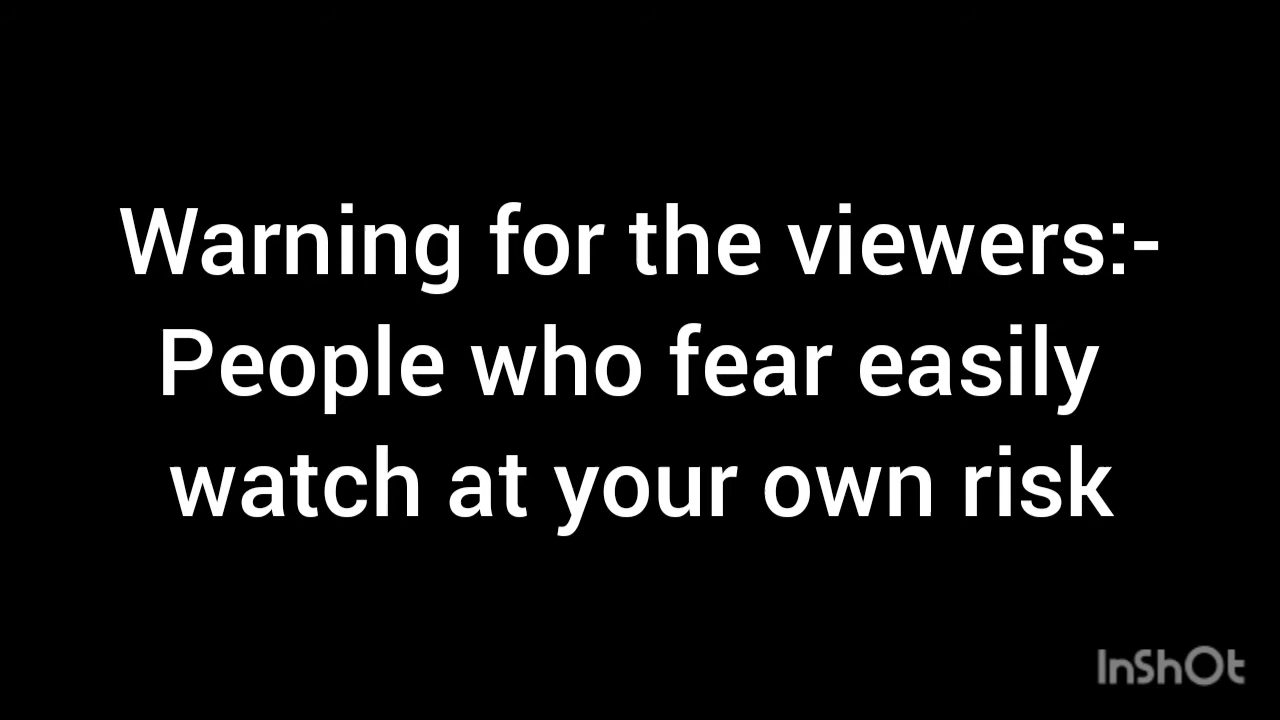 Warning for the viewers:-
People who fear easily
watch at your own risk
InShOt